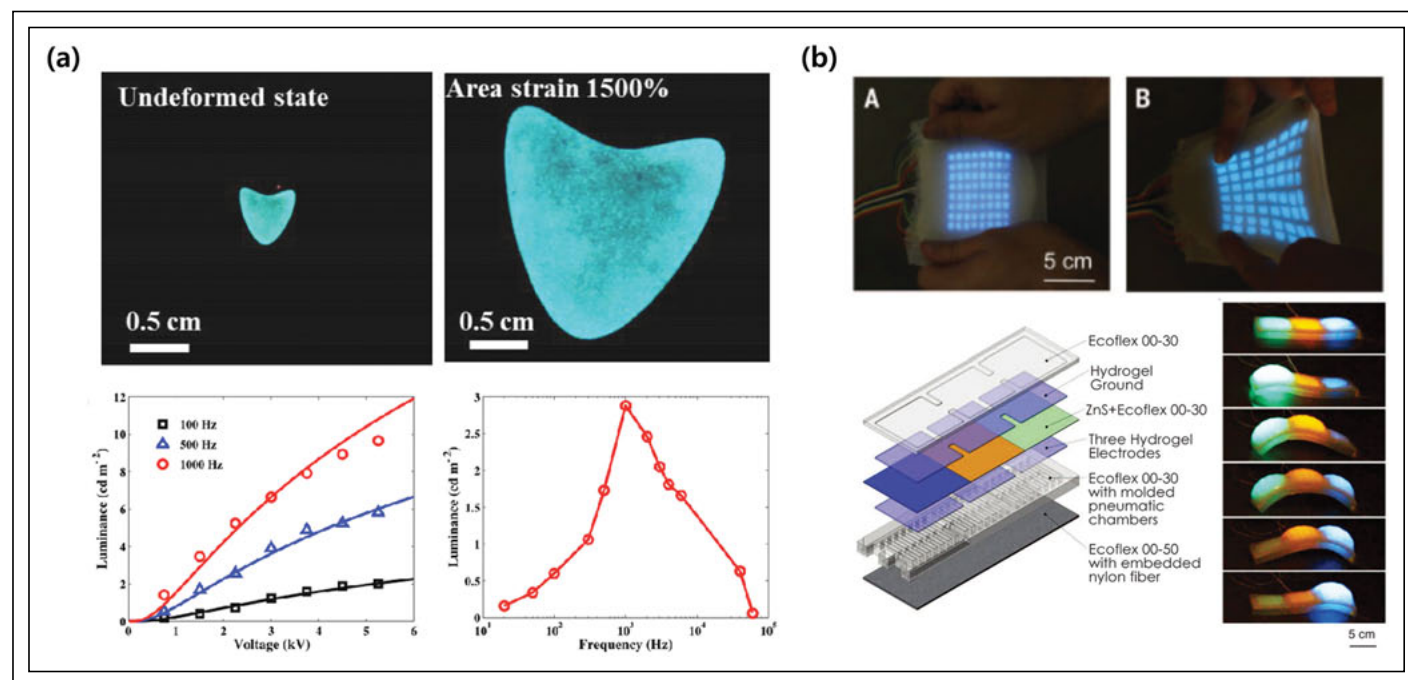 (a)
Undeformed state
0.5 cm
Area strain 1500%
0.5 cm
Luminance (cd m⁻²)
12
10
8
6
4
2
0
100 Hz
500 Hz
1000 Hz
0 1 2 3 4 5 6
Voltage (kV)
Luminance (cd m⁻²)
3
2.5
2
1.5
1
0.5
0
10¹ 10² 10³ 10⁴ 10⁵
Frequency (Hz)
(b)
A
5 cm
B
Ecoflex 00-30
Hydrogel
Ground
ZnS+Ecoflex 00-30
Three Hydrogel
Electrodes
Ecoflex 00-30
with molded
pneumatic
chambers
Ecoflex 00-50
with embedded
nylon fiber
5 cm